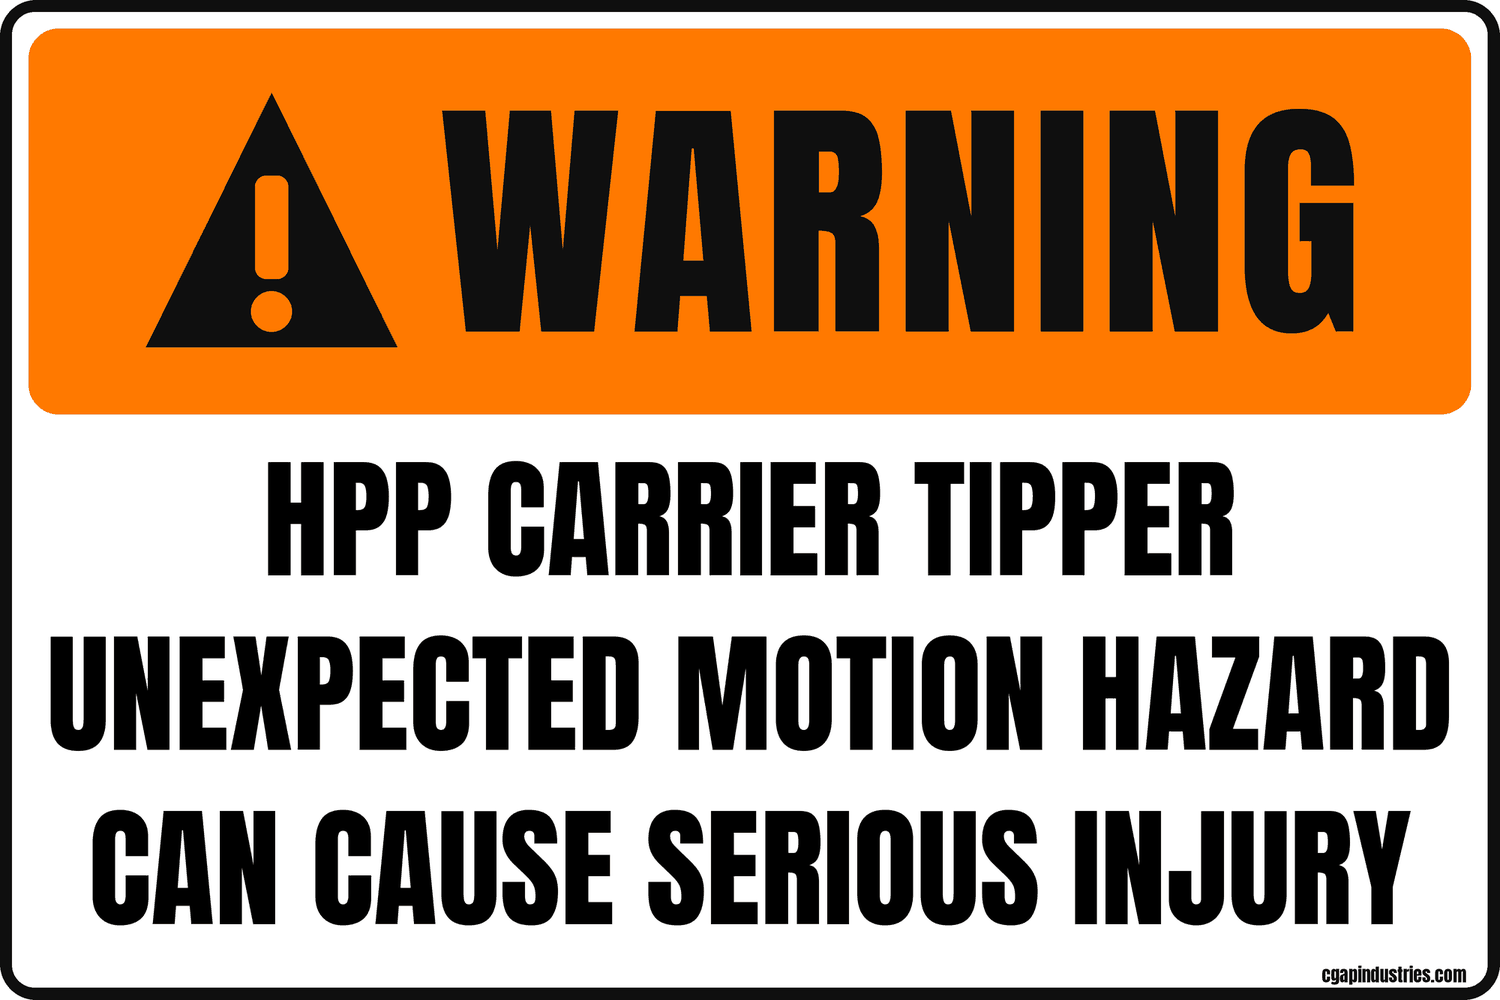 WARNING
HPP CARRIER TIPPER
UNEXPECTED MOTION HAZARD
CAN CAUSE SERIOUS INJURY
cgapindustries.com